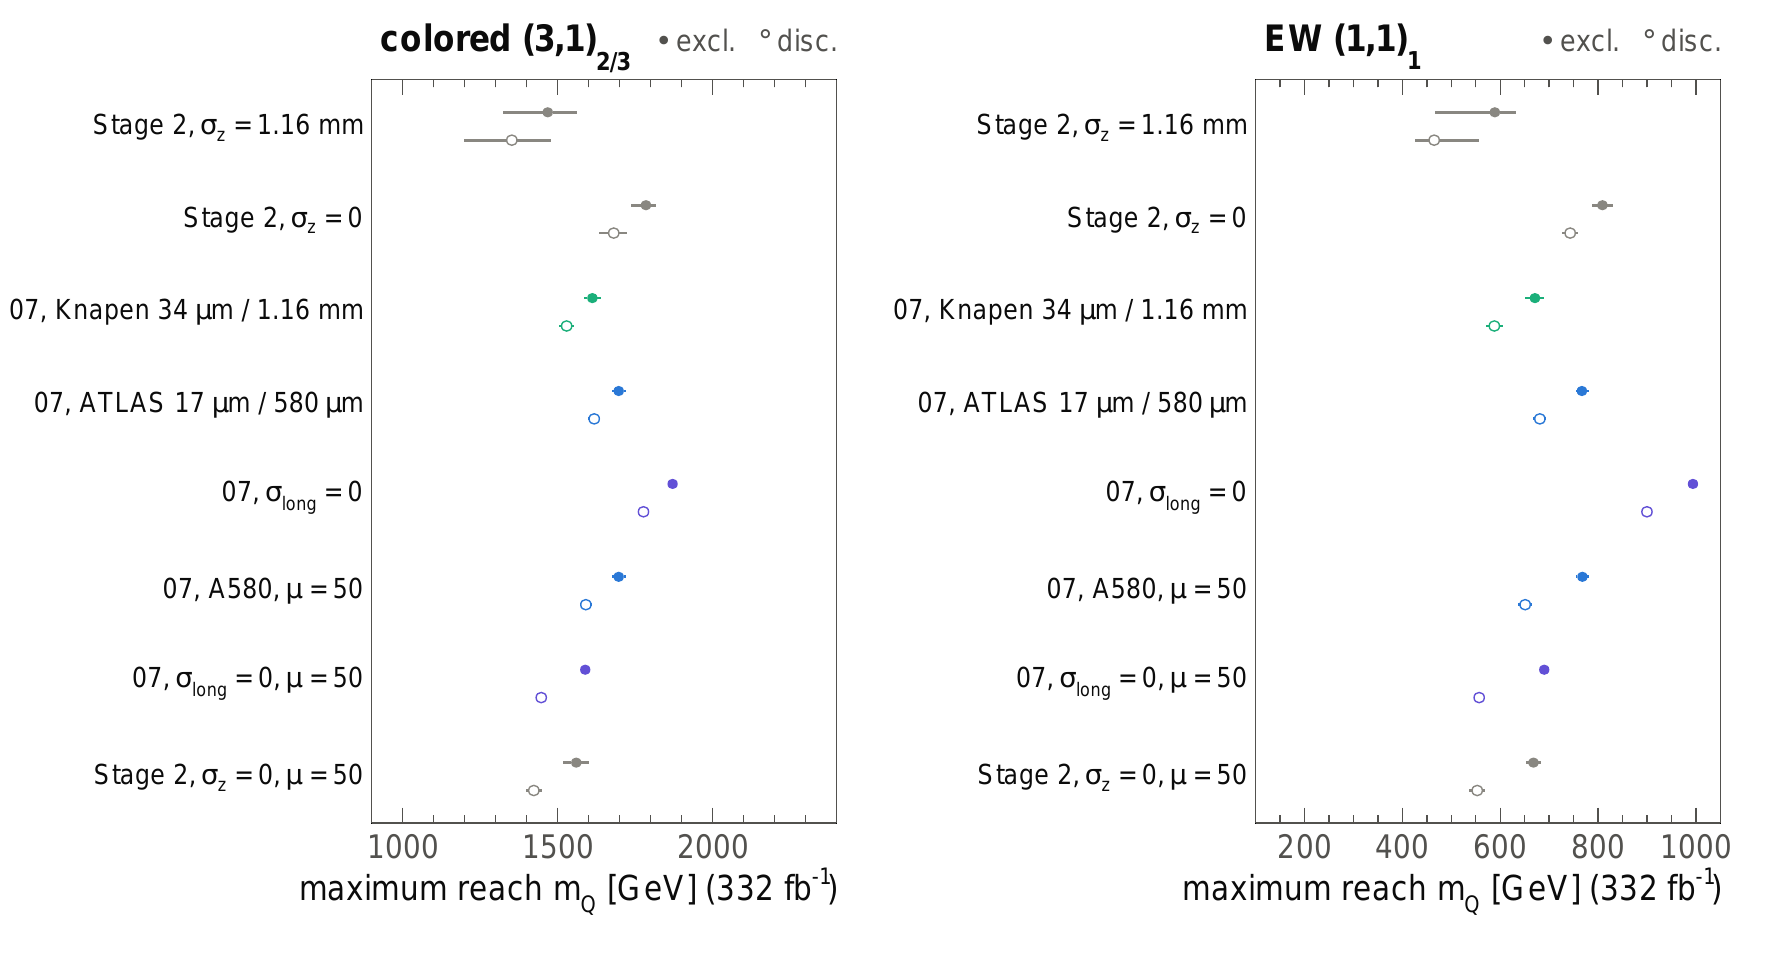 colored (3,1)2/3 • excl. ° disc.
Stage 2, σz = 1.16 mm
Stage 2, σz = 0
07, Knapen 34 µm / 1.16 mm
07, ATLAS 17 µm / 580 µm
07, σlong = 0
07, A580, µ = 50
07, σlong = 0, µ = 50
Stage 2, σz = 0, µ = 50
1000 1500 2000
maximum reach mQ [GeV] (332 fb-1)
EW (1,1)1 • excl. ° disc.
Stage 2, σz = 1.16 mm
Stage 2, σz = 0
07, Knapen 34 µm / 1.16 mm
07, ATLAS 17 µm / 580 µm
07, σlong = 0
07, A580, µ = 50
07, σlong = 0, µ = 50
Stage 2, σz = 0, µ = 50
200 400 600 800 1000
maximum reach mQ [GeV] (332 fb-1)